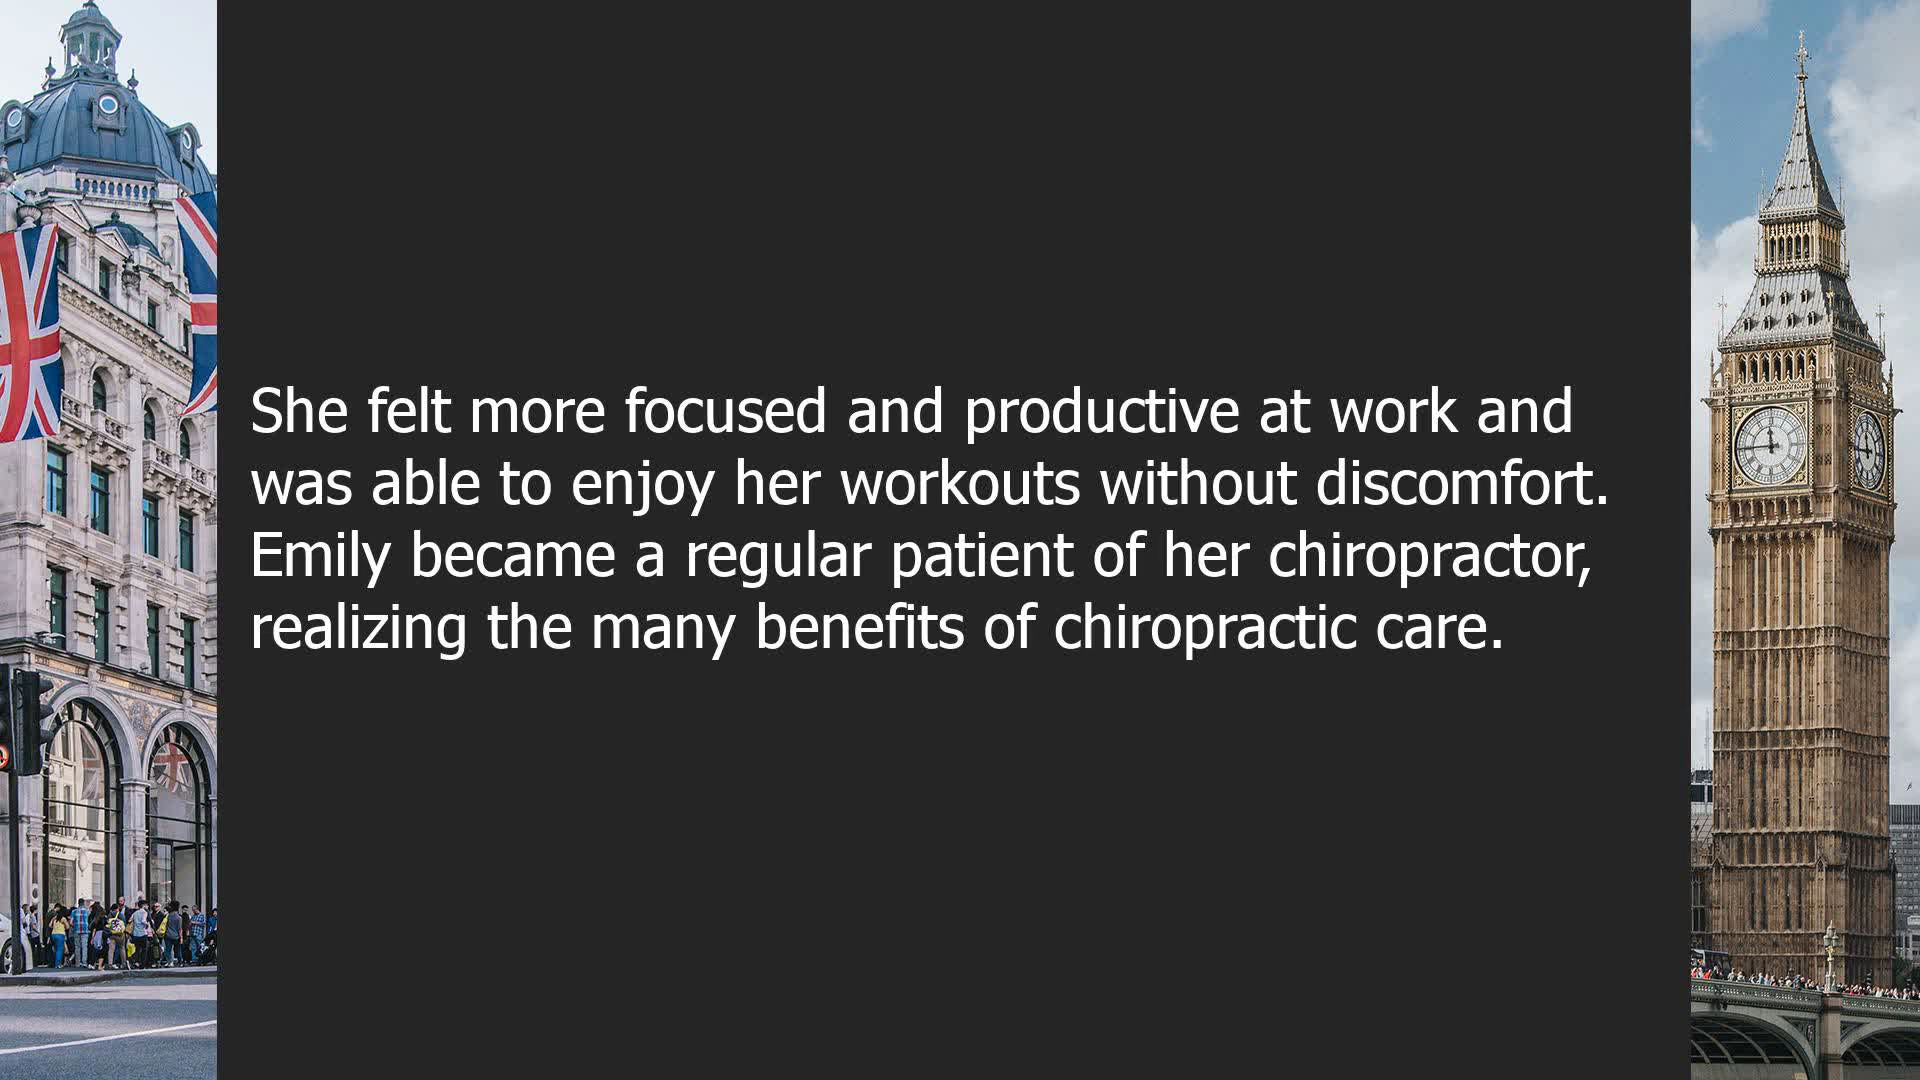 She felt more focused and productive at work and
was able to enjoy her workouts without discomfort.
Emily became a regular patient of her chiropractor,
realizing the many benefits of chiropractic care.